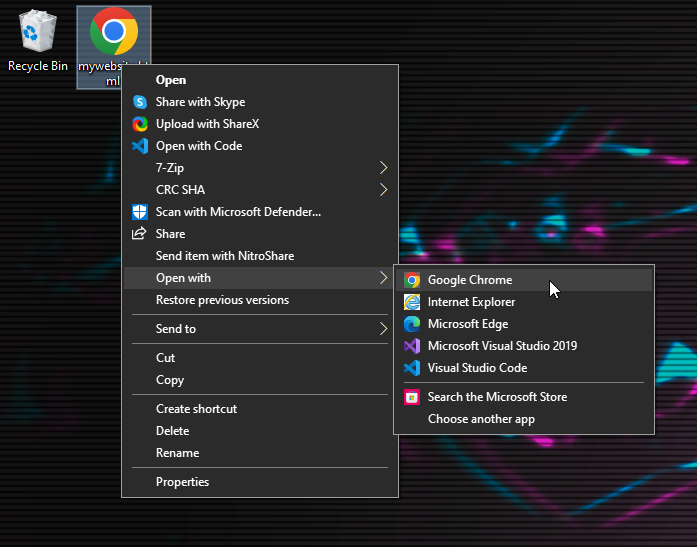 Recycle Bin
Open
Share with Skype
Upload with ShareX
Open with Code
7-Zip
CRC SHA
Scan with Microsoft Defender...
Share
Send item with NitroShare
Open with
Restore previous versions
Send to
Cut
Copy
Create shortcut
Delete
Rename
Properties
Google Chrome
Internet Explorer
Microsoft Edge
Microsoft Visual Studio 2019
Visual Studio Code
Search the Microsoft Store
Choose another app